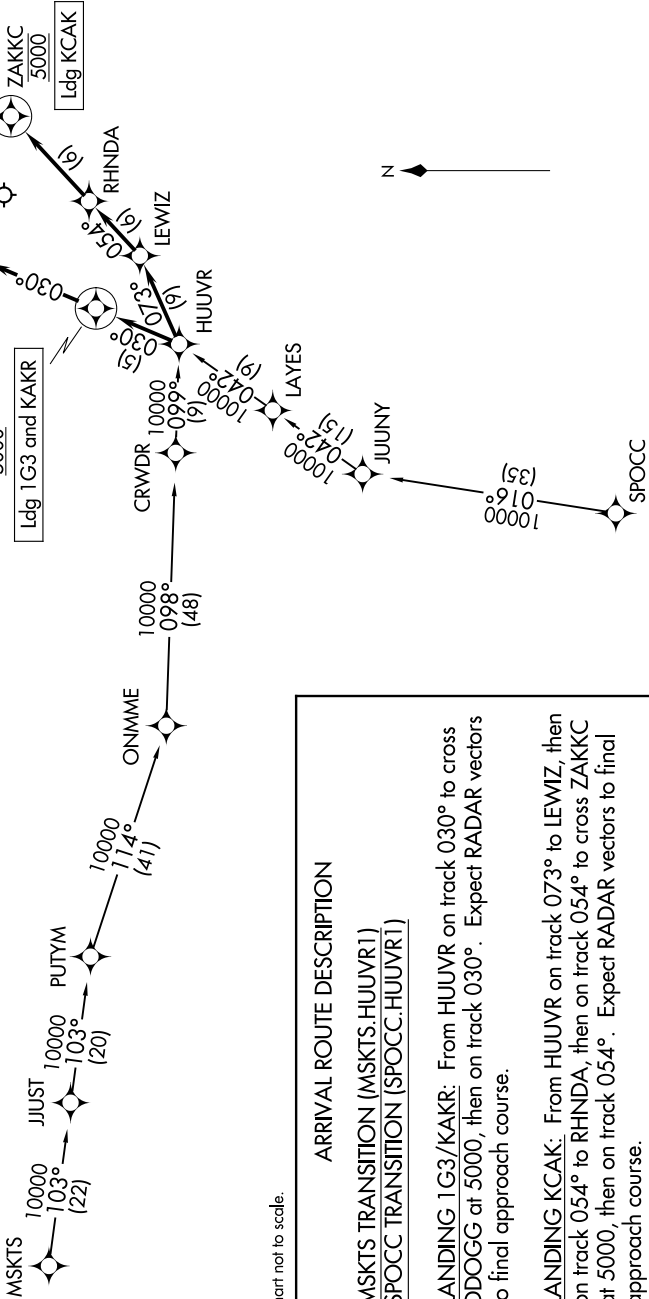 ZAKKC
5000
Ldg KCAK
(6)
RHNDA
(6)
054°
LEWIZ
(6)
073°
030°
(5)
030°
HUUVR
Ldg 1G3 and KAKR
N
10000
099°
(9)
CRWDR
10000
042°
(9)
LAYES
10000
042°
(15)
JUUNY
10000
016°
(35)
SPOCC
10000
098°
(48)
ONMME
10000
114°
(41)
PUTYM
10000
103°
(20)
JJUST
10000
103°
(22)
MSKTS
hart not to scale.
ARRIVAL ROUTE DESCRIPTION
MSKTS TRANSITION (MSKTS.HUUVR1)
SPOCC TRANSITION (SPOCC.HUUVR1)
ANDING 1G3/KAKR: From HUUVR on track 030° to cross
DOGG at 5000, then on track 030°. Expect RADAR vectors
o final approach course.
ANDING KCAK: From HUUVR on track 073° to LEWIZ, then
on track 054° to RHNDA, then on track 054° to cross ZAKKC
at 5000, then on track 054°. Expect RADAR vectors to final
approach course.